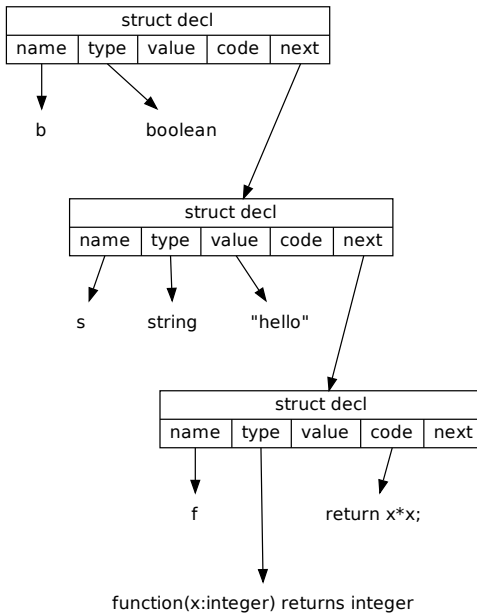 struct decl
name type value code next
b boolean
struct decl
name type value code next
s string "hello"
struct decl
name type value code next
f return x*x;
function(x:integer) returns integer